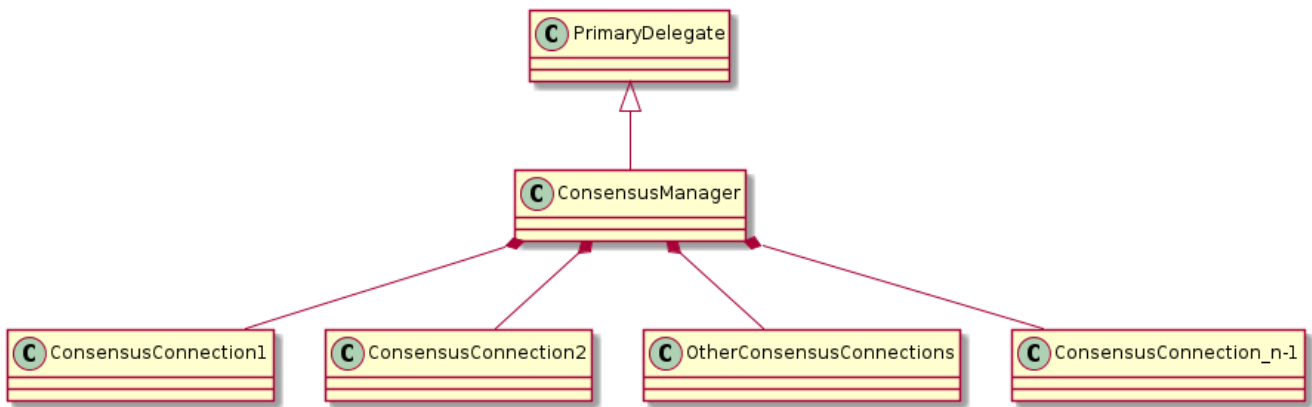 C PrimaryDelegate
C ConsensusManager
C ConsensusConnection1
C ConsensusConnection2
C OtherConsensusConnections
C ConsensusConnection_n-1